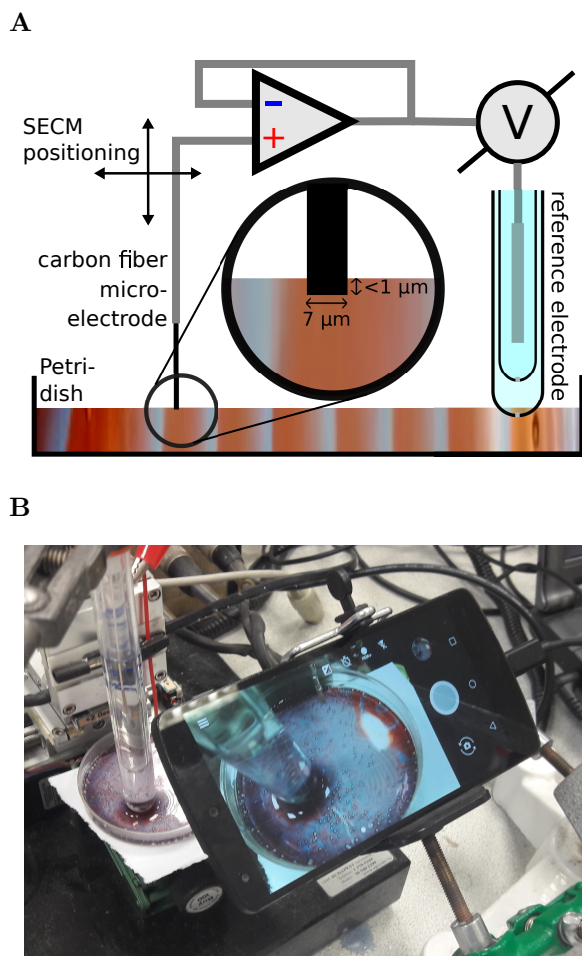 A
SECM
positioning
-
+
V
carbon fiber
micro-
electrode
<1 µm
7 µm
reference electrode
Petri-
dish
B